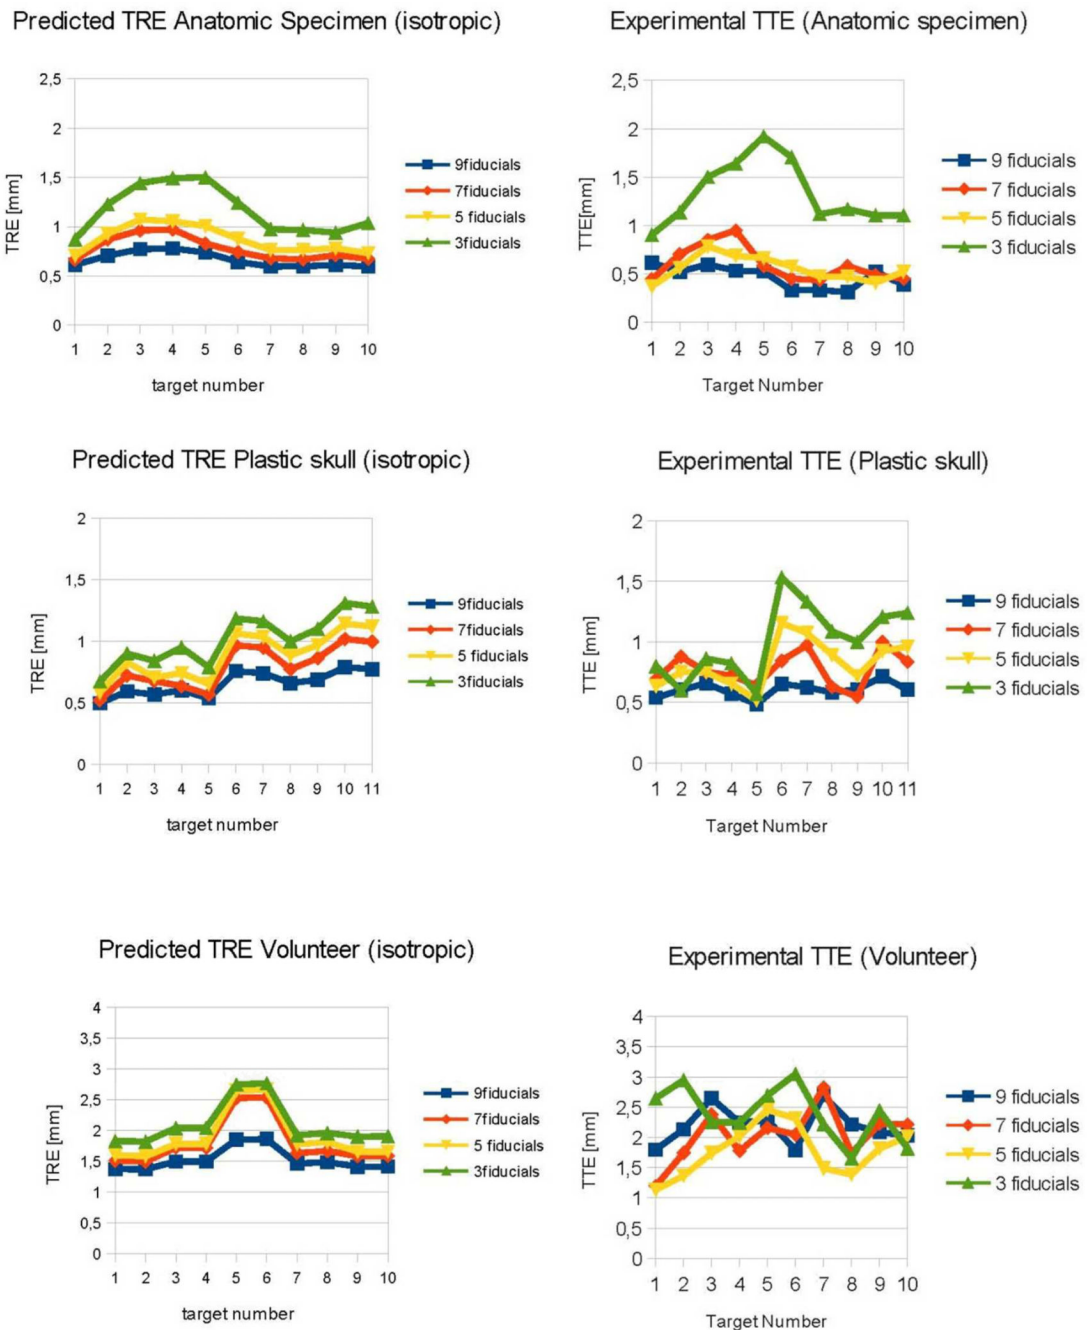 Predicted TRE Anatomic Specimen (isotropic)
2,5
2
1,5
1
0,5
0
TRE [mm]
1 2 3 4 5 6 7 8 9 10
target number
9fiducials
7fiducials
5 fiducials
3fiducials
Experimental TTE (Anatomic specimen)
2,5
2
1,5
1
0,5
0
TTE[mm]
1 2 3 4 5 6 7 8 9 10
Target Number
9 fiducials
7 fiducials
5 fiducials
3 fiducials
Predicted TRE Plastic skull (isotropic)
2
1,5
1
0,5
0
TRE [mm]
1 2 3 4 5 6 7 8 9 10 11
target number
9fiducials
7fiducials
5 fiducials
3fiducials
Experimental TTE (Plastic skull)
2
1,5
1
0,5
0
TTE [mm]
1 2 3 4 5 6 7 8 9 10 11
Target Number
9 fiducials
7 fiducials
5 fiducials
3 fiducials
Predicted TRE Volunteer (isotropic)
4
3,5
3
2,5
2
1,5
1
0,5
0
TRE [mm]
1 2 3 4 5 6 7 8 9 10
target number
9fiducials
7fiducials
5 fiducials
3fiducials
Experimental TTE (Volunteer)
4
3,5
3
2,5
2
1,5
1
0,5
0
TTE [mm]
1 2 3 4 5 6 7 8 9 10
Target Number
9 fiducials
7 fiducials
5 fiducials
3 fiducials